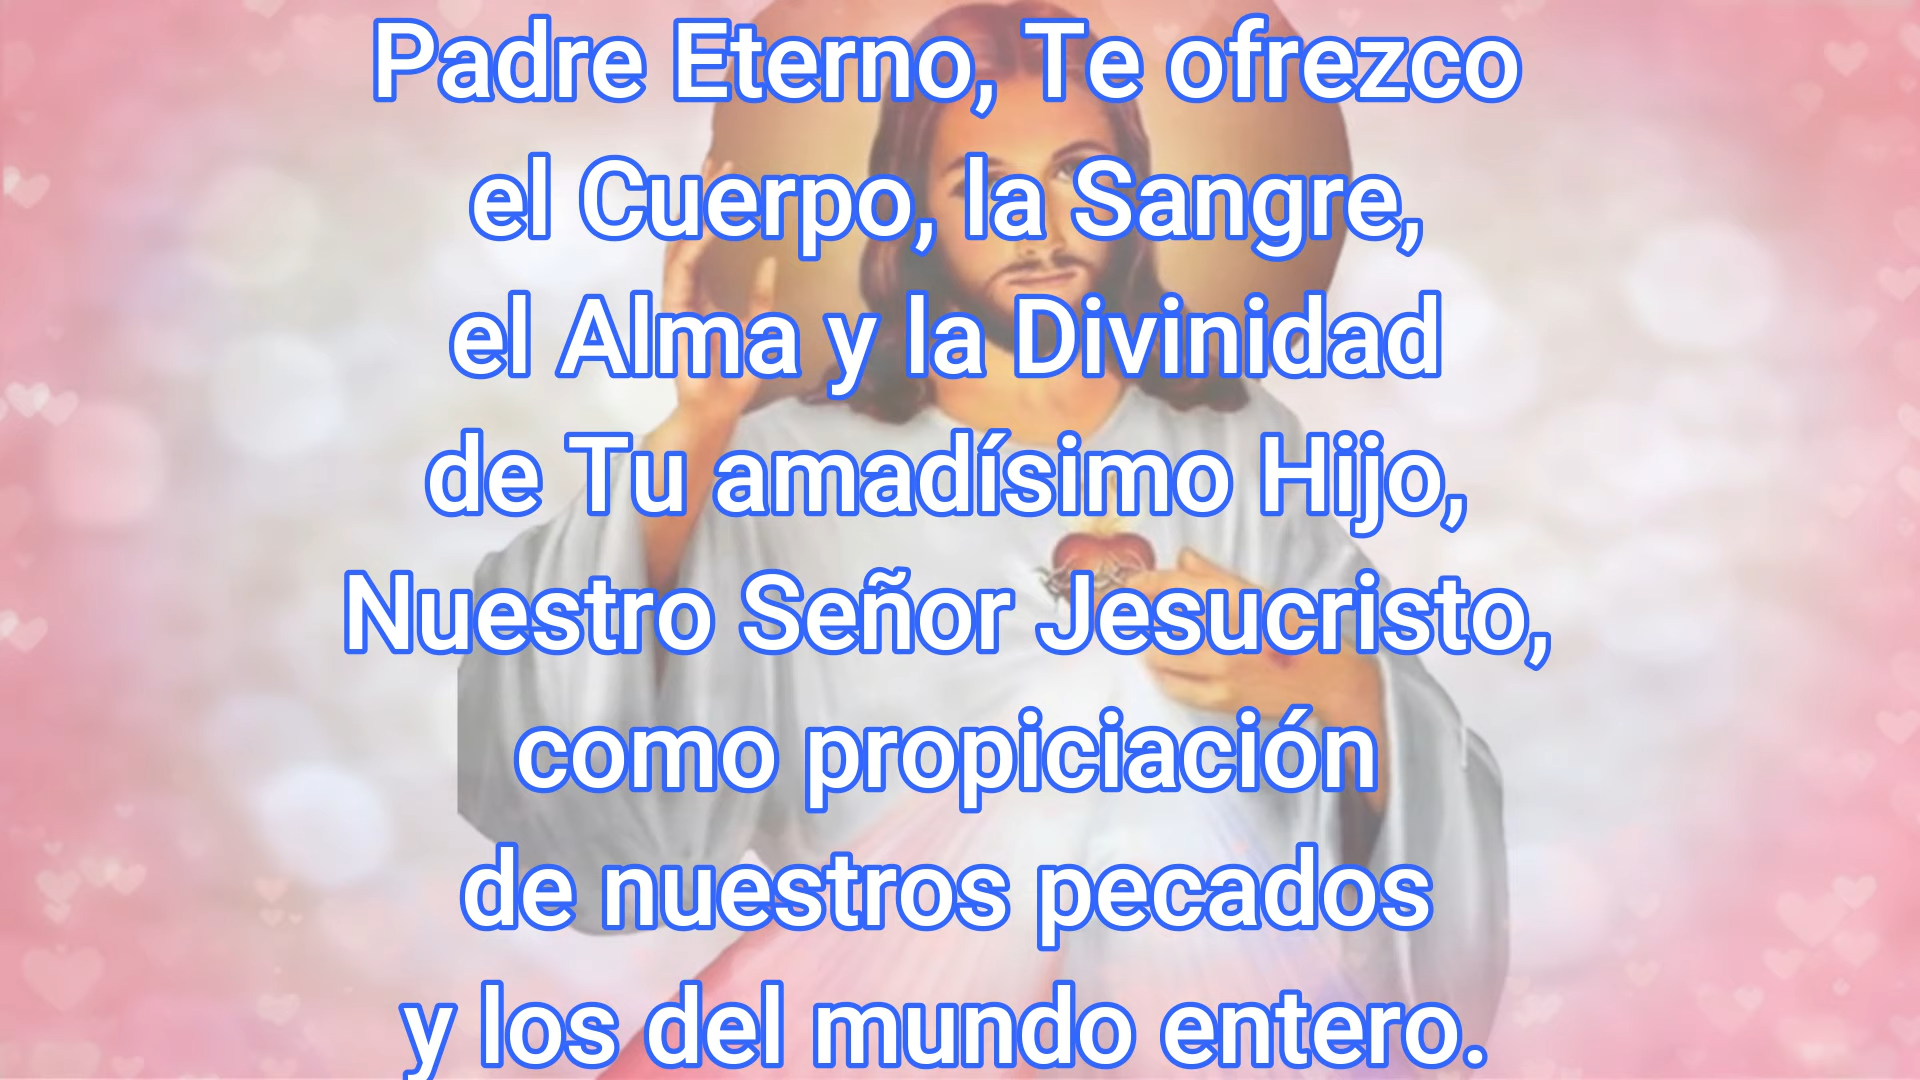 Padre Eterno, Te ofrezco
el Cuerpo, la Sangre,
el Alma y la Divinidad
de Tu amadísimo Hijo,
Nuestro Señor Jesucristo,
como propiciación
de nuestros pecados
y los del mundo entero.